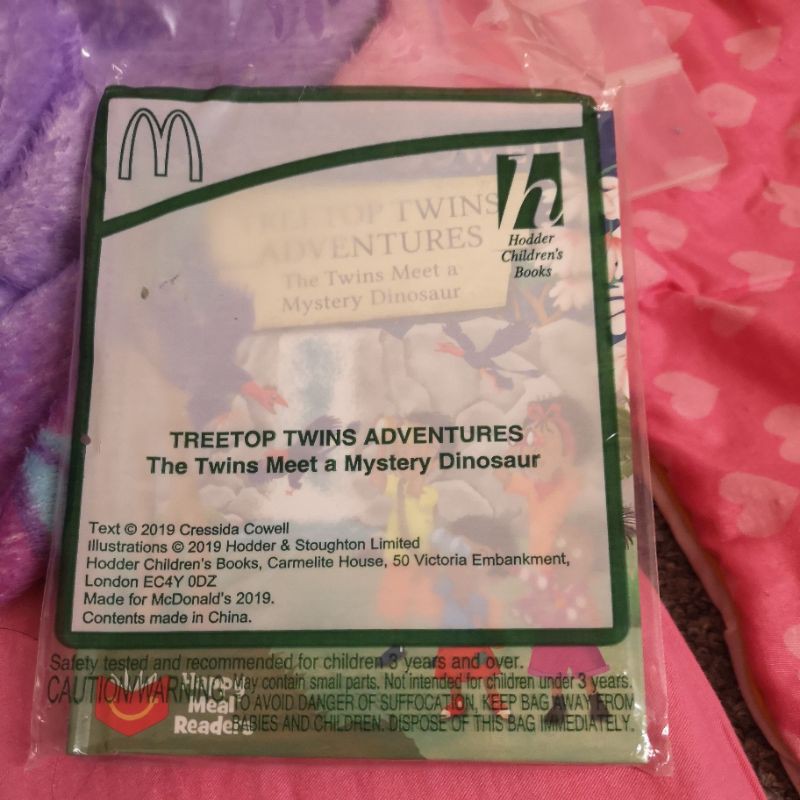 TREETOP TWINS
ADVENTURES
The Twins Meet a
Mystery Dinosaur
h
Hodder
Children's
Books
TREETOP TWINS ADVENTURES
The Twins Meet a Mystery Dinosaur
Text © 2019 Cressida Cowell
Illustrations © 2019 Hodder & Stoughton Limited
Hodder Children's Books, Carmelite House, 50 Victoria Embankment,
London EC4Y 0DZ
Made for McDonald's 2019.
Contents made in China.
Safety tested and recommended for children 3 years and over.
CAUTION/WARNING: May contain small parts. Not intended for children under 3 years.
TO AVOID DANGER OF SUFFOCATION, KEEP BAG AWAY FROM
BABIES AND CHILDREN. DISPOSE OF THIS BAG IMMEDIATELY.
Happy
Meal
Readers